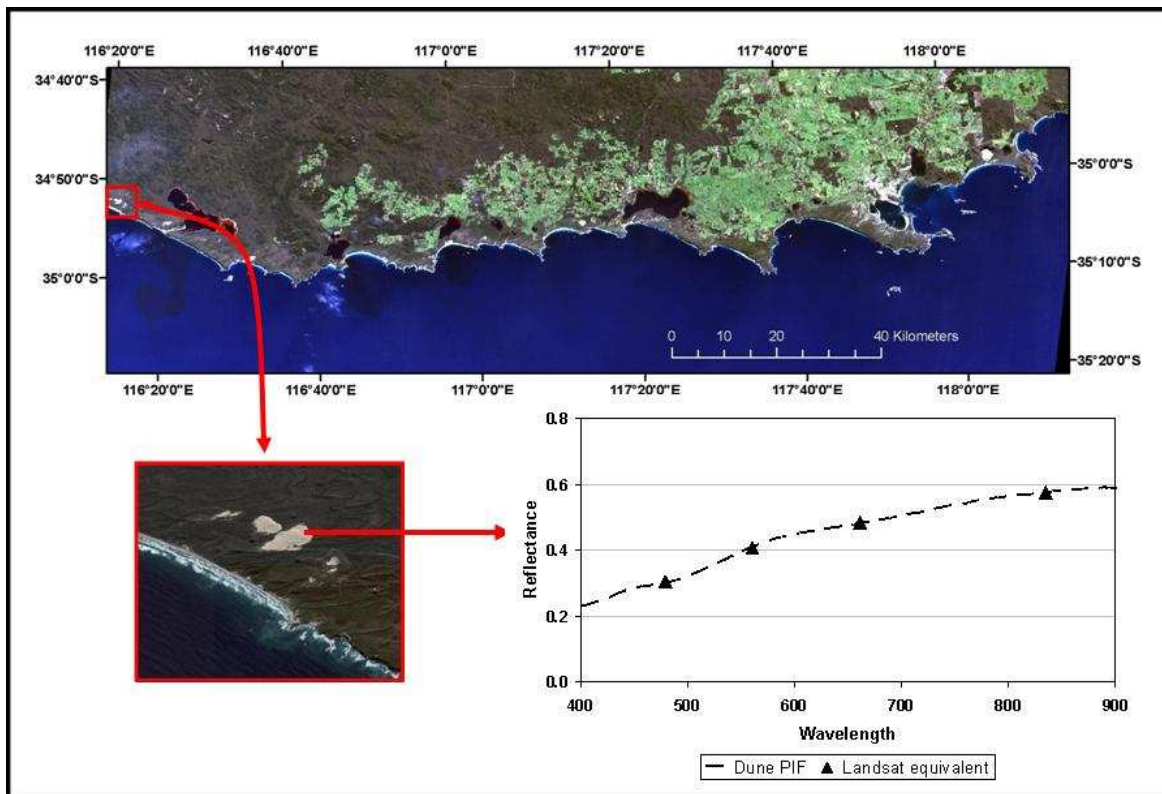 116°20'0"E 116°40'0"E 117°0'0"E 117°20'0"E 117°40'0"E 118°0'0"E
34°40'0"S
34°50'0"S
35°0'0"S
35°0'0"S
35°10'0"S
35°20'0"S
0 10 20 40 Kilometers
116°20'0"E 116°40'0"E 117°0'0"E 117°20'0"E 117°40'0"E 118°0'0"E
0.8
0.6
0.4
0.2
0.0
Reflectance
400 500 600 700 800 900
Wavelength
Dune PIF Landsat equivalent